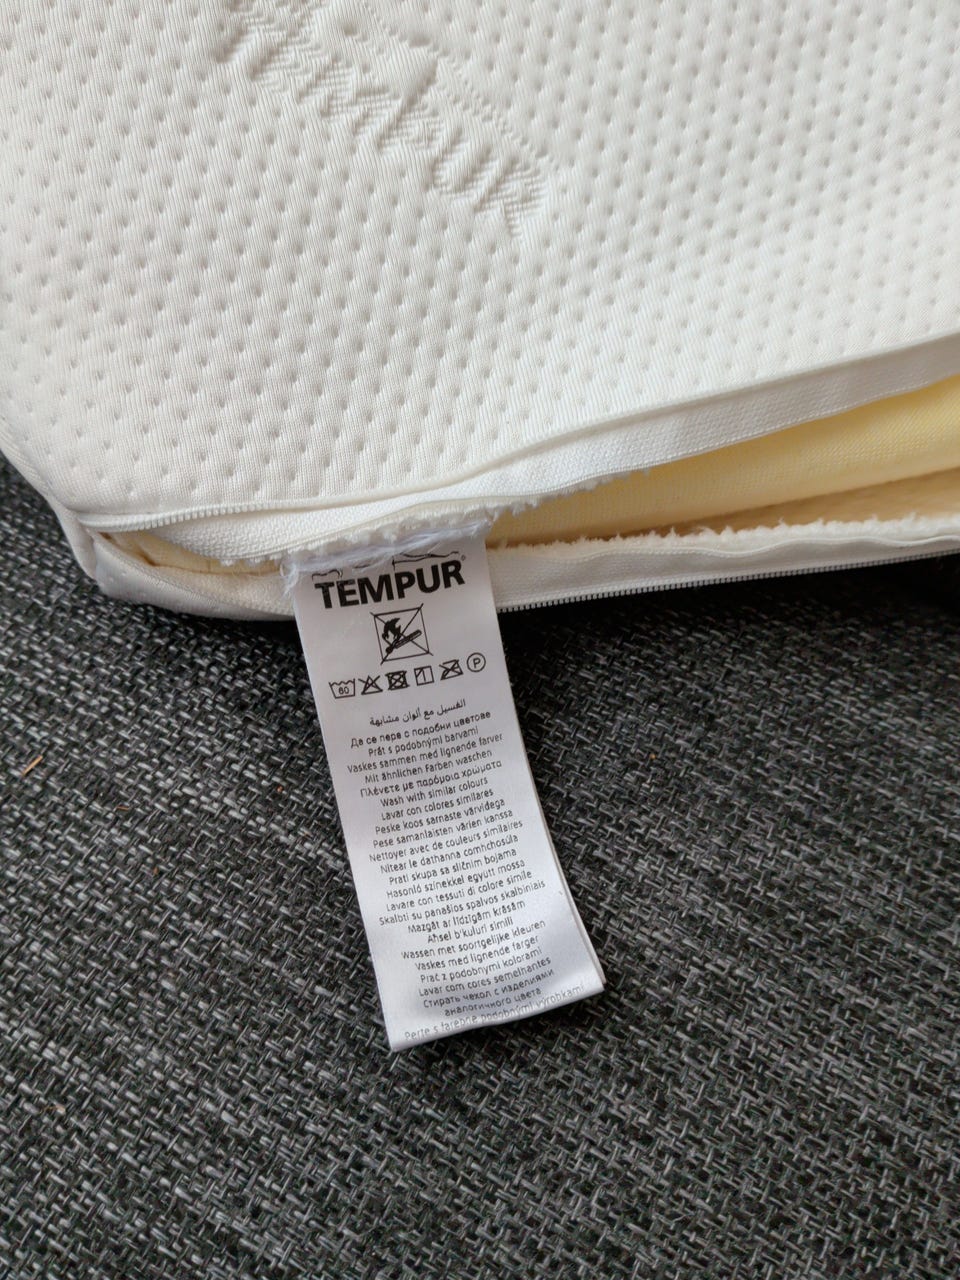 TEMPUR®
60 P
الغسيل مع ألوان مشابهة
Да се пере с подобни цветове
Prát s podobnými barvami
Vaskes sammen med lignende farver
Mit ähnlichen Farben waschen
Πλένετε με παρόμοια χρώματα
Wash with similar colours
Lavar con colores similares
Peske koos sarnaste värvidega
Pese samanlaisten värien kanssa
Nettoyer avec de couleurs similaires
Nitear le dathanna comhchosúla
Prati skupa sa sličnim bojama
Hasonló színekkel együtt mossa
Lavare con tessuti di colore simile
Skalbti su panašios spalvos skalbiniais
Mazgāt ar līdzīgām krāsām
Aħsel b'kuluri simili
Wassen met soortgelijke kleuren
Vaskes med lignende farger
Prać z podobnymi kolorami
Lavar com cores semelhantes
Стирать чехол с изделиями
аналогичного цвета
Perte s farebne podobnými výrobkami